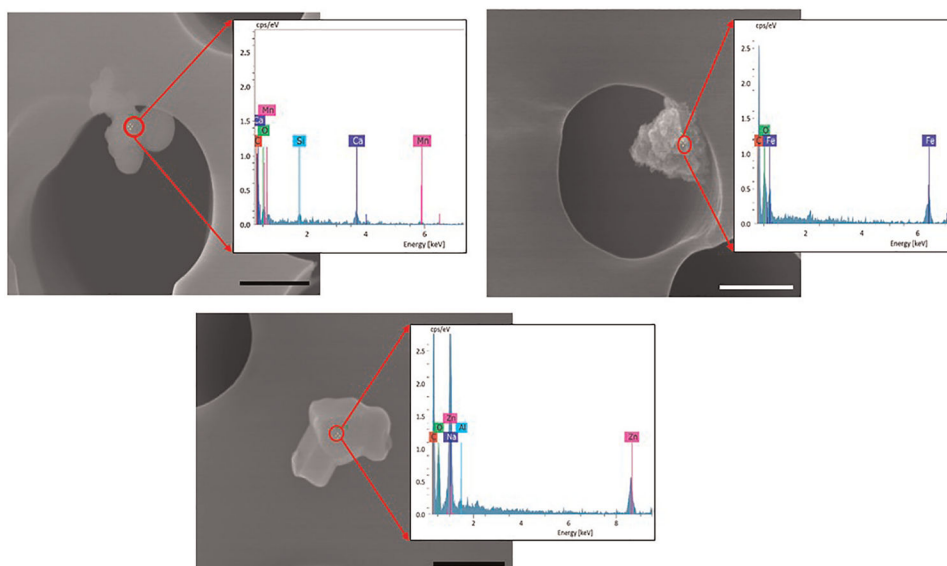 cps/eV
2.5
2.0
1.5
1.0
0.5
0.0
Mn
Ca
O
C
Si
Ca
Mn
2 4 6
Energy [keV]
cps/eV
2.5
2.0
1.5
1.0
0.5
0.0
O
C
Fe
Fe
2 4 6
Energy [keV]
cps/eV
2.5
2.0
1.5
1.0
0.5
0.0
Zn
O
Al
C
Na
Zn
2 4 6 8
Energy [keV]